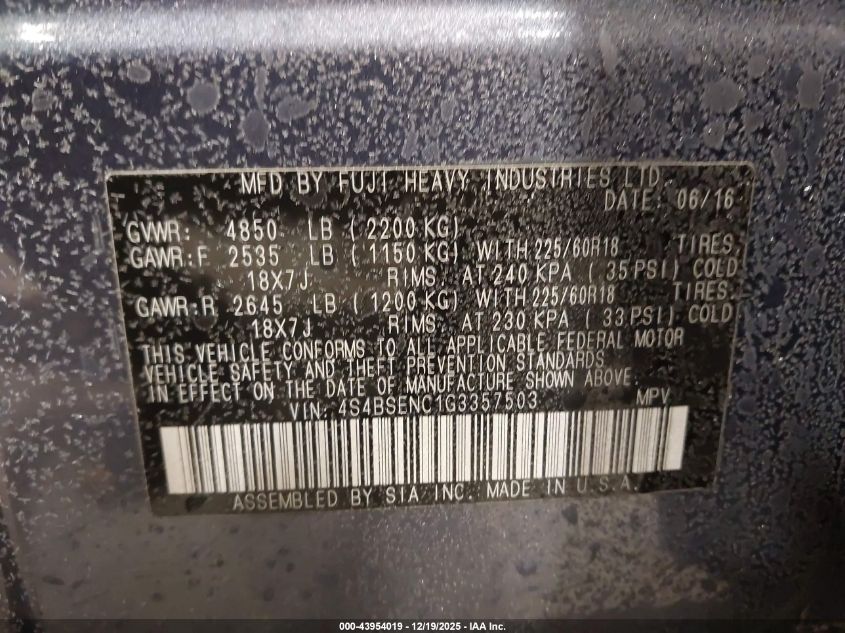 MFD BY FUJI HEAVY INDUSTRIES LTD.
DATE: 06/16
GVWR: 4850 LB ( 2200 KG)
GAWR:F 2535 LB ( 1150 KG) WITH 225/60R18 TIRES,
18X7J RIMS, AT 240 KPA ( 35 PSI) COLD
GAWR:R 2645 LB ( 1200 KG) WITH 225/60R18 TIRES,
18X7J RIMS, AT 230 KPA ( 33 PSI) COLD
THIS VEHICLE CONFORMS TO ALL APPLICABLE FEDERAL MOTOR
VEHICLE SAFETY AND THEFT PREVENTION STANDARDS
IN EFFECT ON THE DATE OF MANUFACTURE SHOWN ABOVE.
VIN: 4S4BSENC1G3357503 MPV
ASSEMBLED BY SIA INC. MADE IN U.S.A.
000-43954019 - 12/19/2025 - IAA Inc.